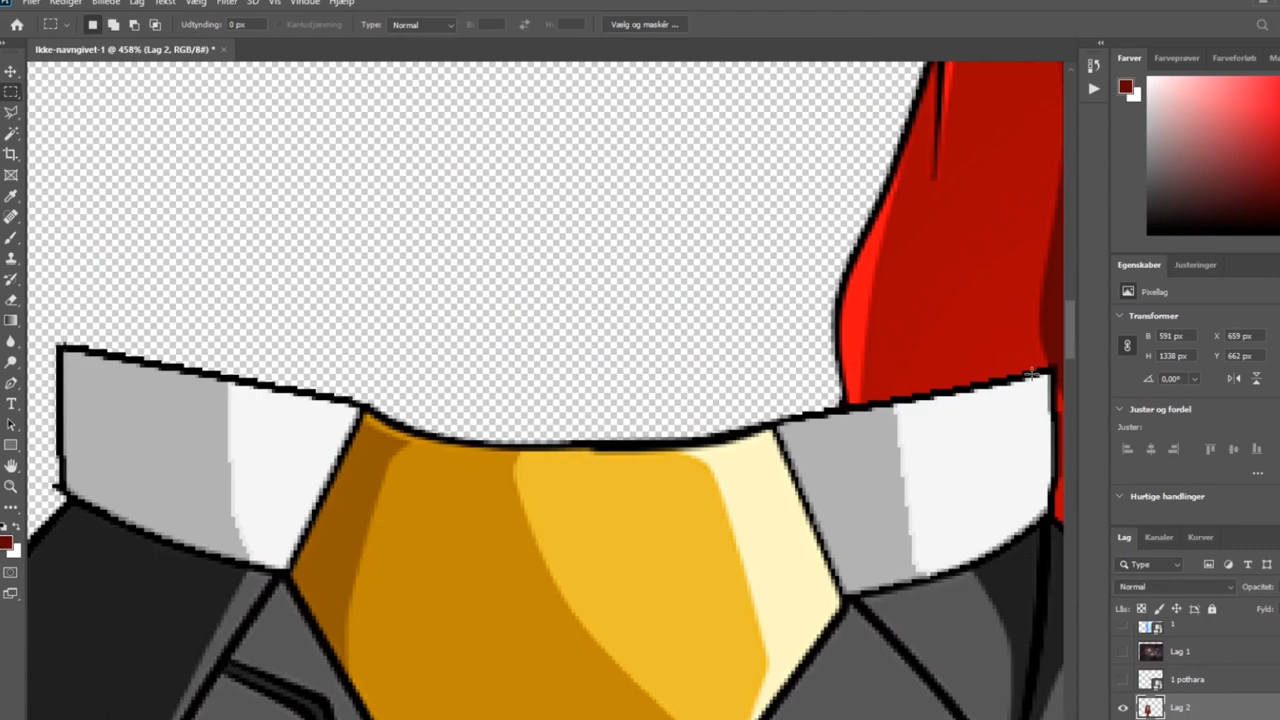 Filer Rediger Billede Lag Tekst Vælg Filter 3D Vis Vindue Hjælp
Udtynding: 0 px Kantudjævning Type: Normal B: H: Vælg og maskér ...
Ikke-navngivet-1 @ 458% (Lag 2, RGB/8#) * ×
Farver Farveprøver Farveforløb
Egenskaber Justeringer
Pixellag
Transformer
B 591 px X 659 px
H 1338 px Y 662 px
0,00°
Juster og fordel
Juster:
Hurtige handlinger
Lag Kanaler Kurver
Type
Normal Opacitet:
Lås: Fyld:
1
Lag 1
1 pothara
Lag 2